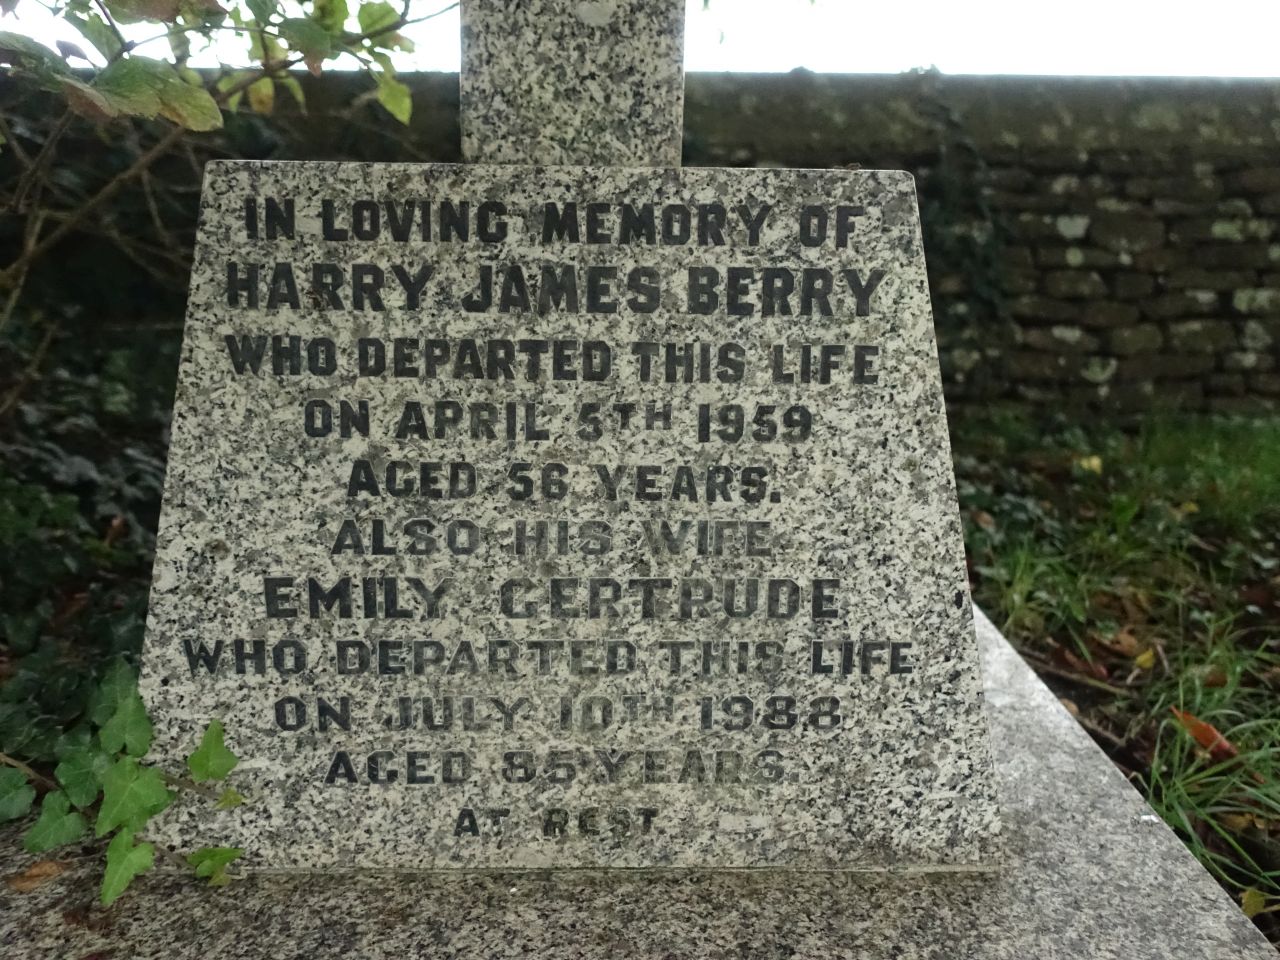 IN LOVING MEMORY OF
HARRY JAMES BERRY
WHO DEPARTED THIS LIFE
ON APRIL 5TH 1959
AGED 56 YEARS.
ALSO HIS WIFE
EMILY GERTRUDE
WHO DEPARTED THIS LIFE
ON JULY 10TH 1988
AGED 85 YEARS.
AT REST